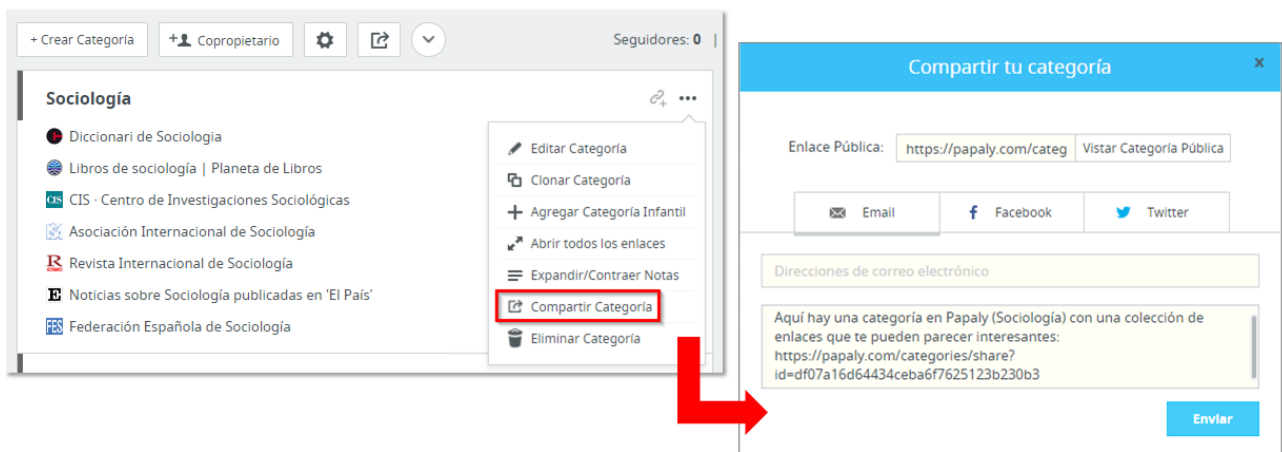 + Crear Categoría
+ Copropietario
Seguidores: 0 |
Sociología
Diccionari de Sociologia
Libros de sociología | Planeta de Libros
CIS CIS · Centro de Investigaciones Sociológicas
Asociación Internacional de Sociología
R Revista Internacional de Sociología
E Noticias sobre Sociología publicadas en 'El País'
FES Federación Española de Sociología
Editar Categoría
Clonar Categoría
Agregar Categoría Infantil
Abrir todos los enlaces
Expandir/Contraer Notas
Compartir Categoría
Eliminar Categoría
Compartir tu categoría x
Enlace Pública: https://papaly.com/categ Vistar Categoría Pública
Email Facebook Twitter
Direcciones de correo electrónico
Aquí hay una categoría en Papaly (Sociología) con una colección de
enlaces que te pueden parecer interesantes:
https://papaly.com/categories/share?
id=df07a16d64434ceba6f7625123b230b3
Enviar